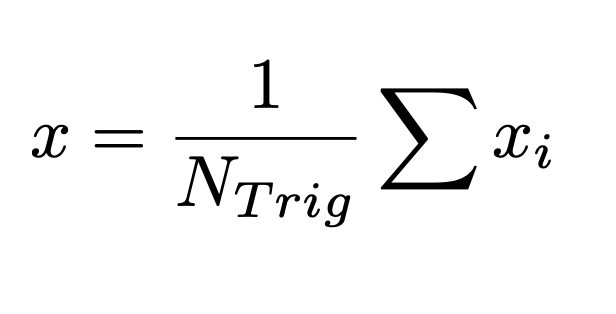 x = \frac{1}{N_{Trig}} \sum x_i